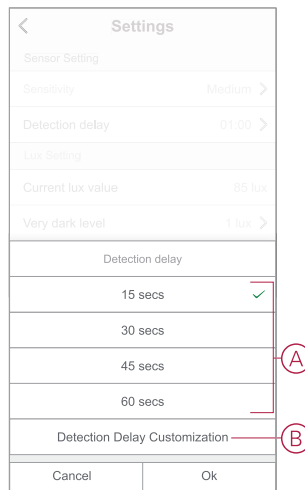 Settings
Sensor Setting
Sensitivity Medium
Detection delay 01:00
Lux Setting
Current lux value 85 lux
Very dark level 1 lux
Detection delay
15 secs
30 secs
45 secs
60 secs
A
Detection Delay Customization
B
Cancel Ok